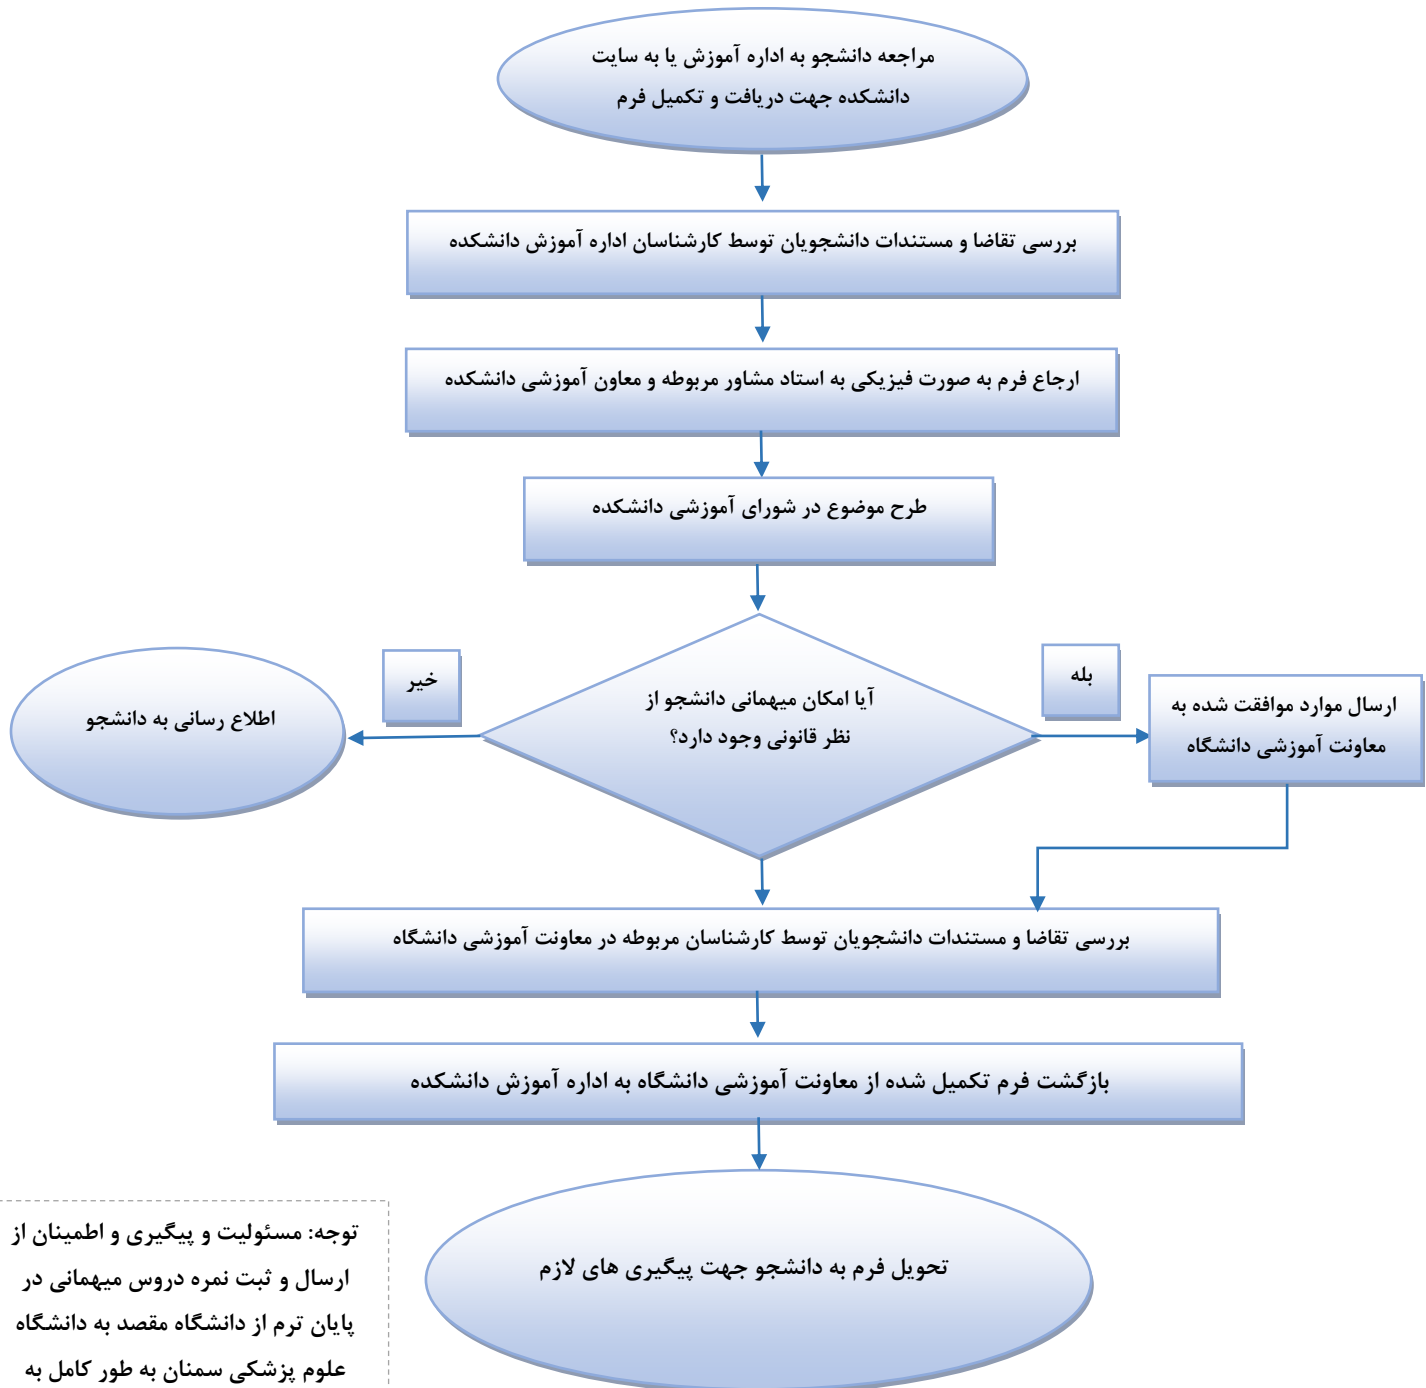 مراجعه دانشجو به اداره آموزش یا به سایت
دانشکده جهت دریافت و تکمیل فرم
بررسی تقاضا و مستندات دانشجویان توسط کارشناسان اداره آموزش دانشکده
ارجاع فرم به صورت فیزیکی به استاد مشاور مربوطه و معاون آموزشی دانشکده
طرح موضوع در شورای آموزشی دانشکده
آیا امکان میهمانی دانشجو از
نظر قانونی وجود دارد؟
بله
ارسال موارد موافقت شده به
معاونت آموزشی دانشگاه
خیر
اطلاع رسانی به دانشجو
بررسی تقاضا و مستندات دانشجویان توسط کارشناسان مربوطه در معاونت آموزشی دانشگاه
بازگشت فرم تکمیل شده از معاونت آموزشی دانشگاه به اداره آموزش دانشکده
تحویل فرم به دانشجو جهت پیگیری های لازم
توجه: مسئولیت و پیگیری و اطمینان از
ارسال و ثبت نمره دروس میهمانی در
پایان ترم از دانشگاه مقصد به دانشگاه
علوم پزشکی سمنان به طور کامل به